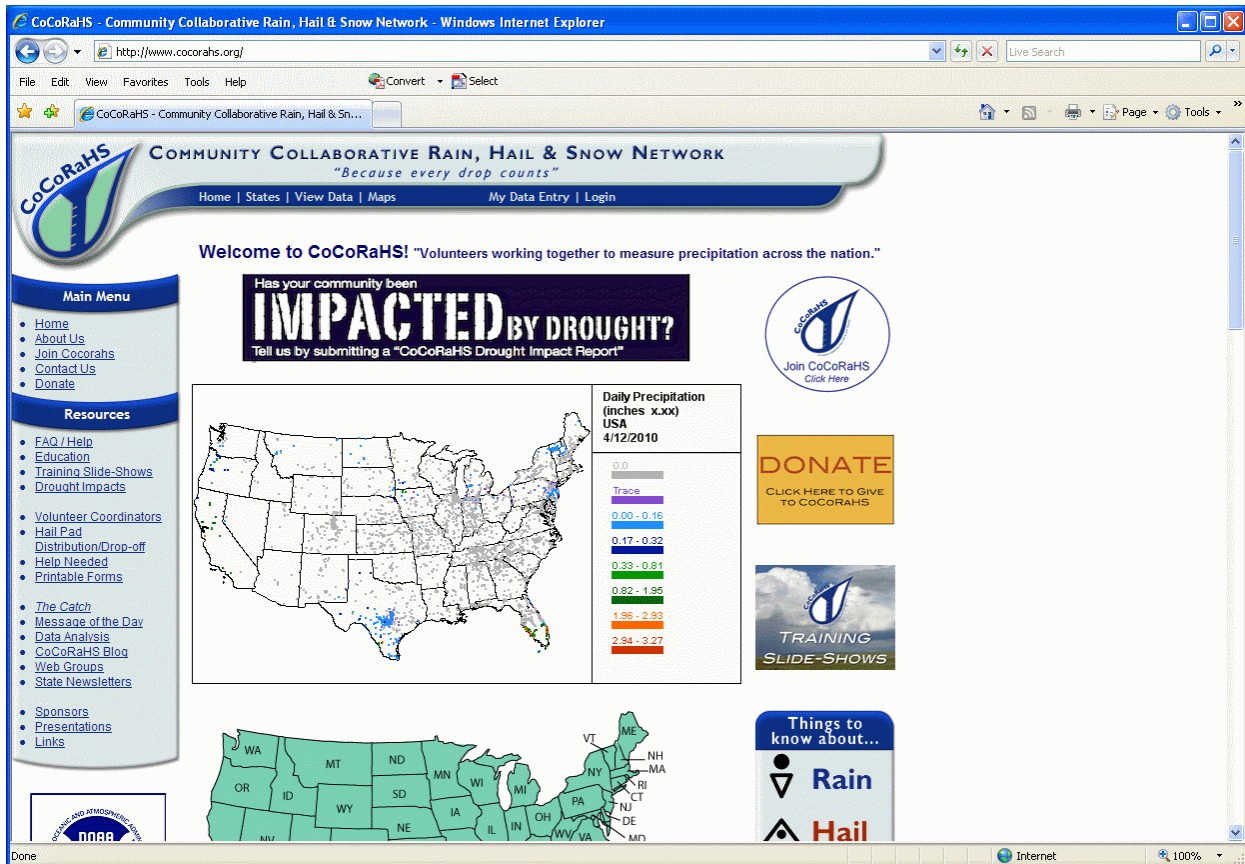 CoCoRaHS - Community Collaborative Rain, Hail & Snow Network - Windows Internet Explorer
http://www.cocorahs.org/
Live Search
File Edit View Favorites Tools Help
Convert Select
CoCoRaHS - Community Collaborative Rain, Hail & Sn...
Page Tools
CoCoRaHS
COMMUNITY COLLABORATIVE RAIN, HAIL & SNOW NETWORK
"Because every drop counts"
Home | States | View Data | Maps My Data Entry | Login
Welcome to CoCoRaHS! "Volunteers working together to measure precipitation across the nation."
Main Menu
Home
About Us
Join Cocorahs
Contact Us
Donate
Resources
FAQ / Help
Education
Training Slide-Shows
Drought Impacts
Volunteer Coordinators
Hail Pad
Distribution/Drop-off
Help Needed
Printable Forms
The Catch
Message of the Day
Data Analysis
CoCoRaHS Blog
Web Groups
State Newsletters
Sponsors
Presentations
Links
NOAA
Has your community been
IMPACTED BY DROUGHT?
Tell us by submitting a "CoCoRaHS Drought Impact Report"
Daily Precipitation
(inches x.xx)
USA
4/12/2010
0.0
Trace
0.00 - 0.16
0.17 - 0.32
0.33 - 0.81
0.82 - 1.95
1.96 - 2.93
2.94 - 3.27
WA
MT
ND
MN
OR
ID
WY
SD
WI
MI
NY
VT
ME
NH
MA
RI
CT
NJ
DE
MD
PA
NV
NE
IA
IL
IN
OH
WV
VA
CoCoRaHS
Join CoCoRaHS
Click Here
DONATE
CLICK HERE TO GIVE
TO COCORAHS
CoCoRaHS
TRAINING
SLIDE-SHOWS
Things to
know about...
Rain
Hail
Done
Internet
100%